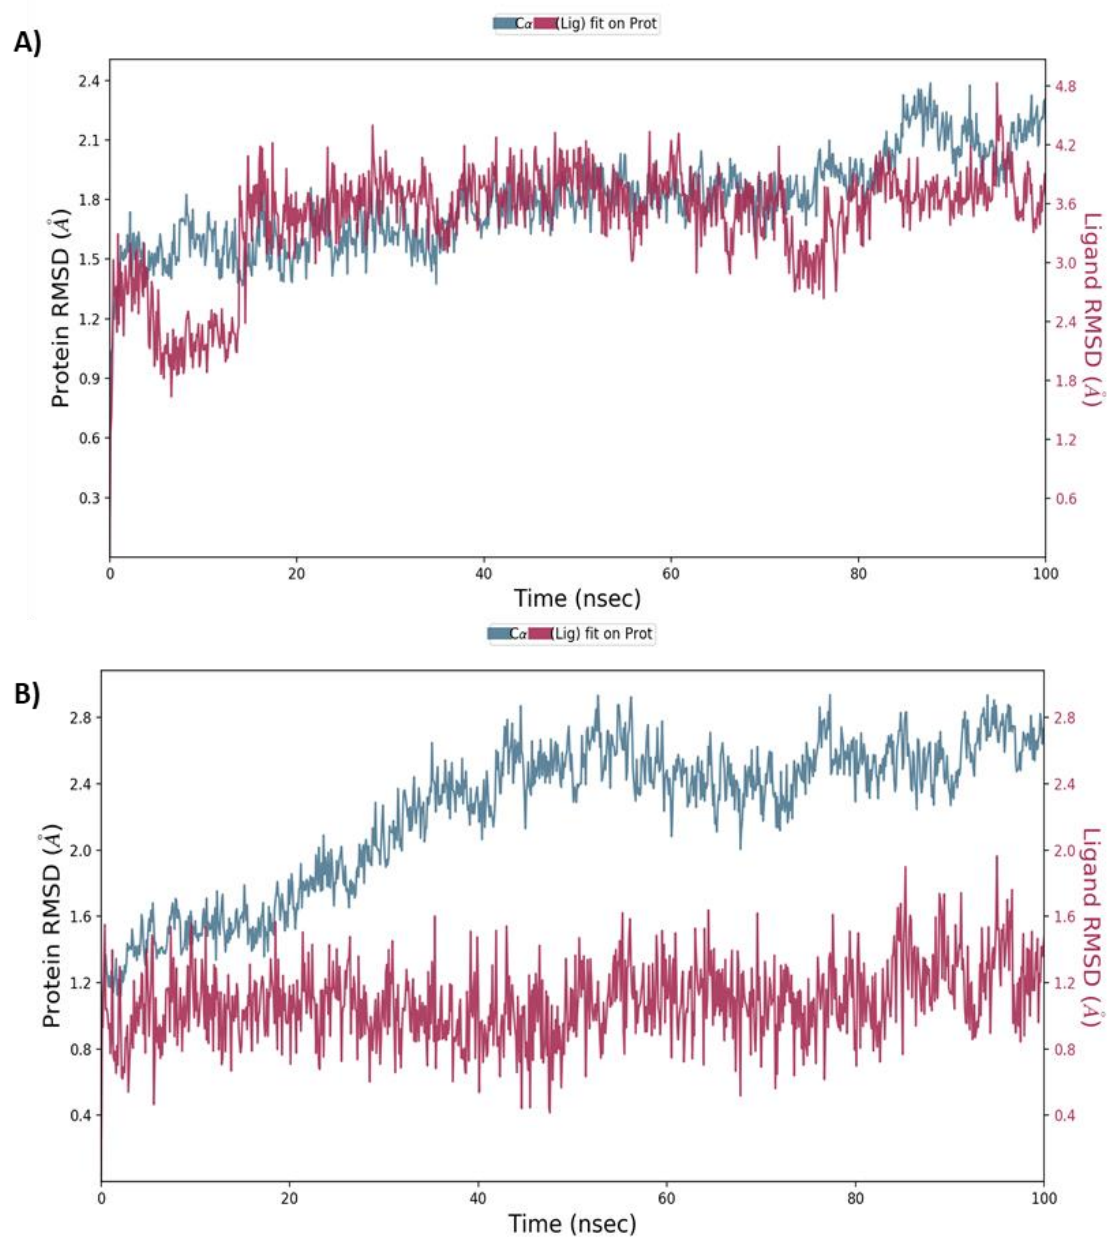 Cα (Lig) fit on Prot
A)
2.4
2.1
1.8
1.5
1.2
0.9
0.6
0.3
Protein RMSD (Å)
4.8
4.2
3.6
3.0
2.4
1.8
1.2
0.6
Ligand RMSD (Å)
0 20 40 60 80 100
Time (nsec)
Cα (Lig) fit on Prot
B)
2.8
2.4
2.0
1.6
1.2
0.8
0.4
Protein RMSD (Å)
2.8
2.4
2.0
1.6
1.2
0.8
0.4
Ligand RMSD (Å)
0 20 40 60 80 100
Time (nsec)